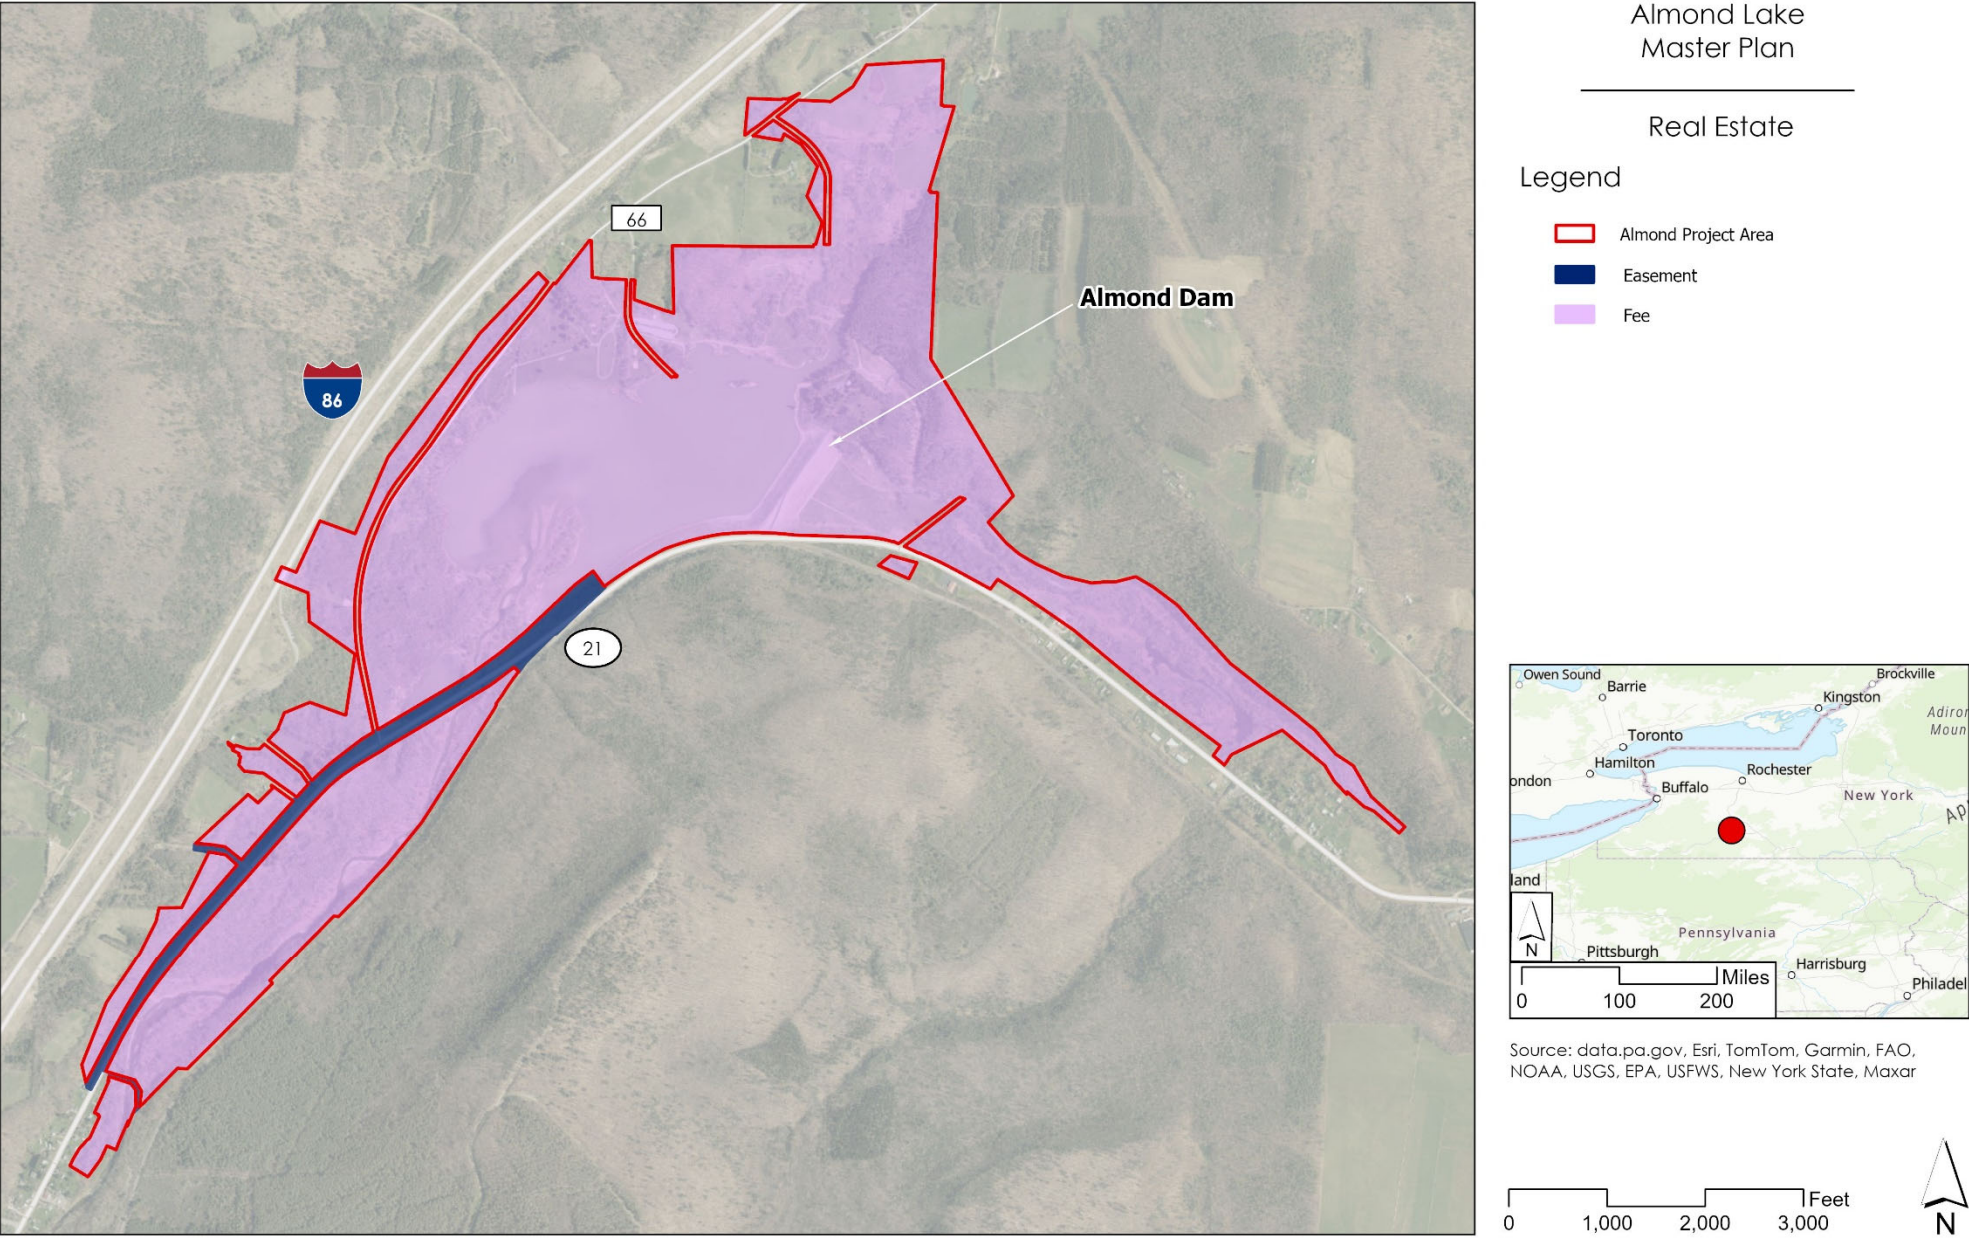 Almond Lake
Master Plan
Real Estate
Legend
Almond Project Area
Easement
Fee
66
Almond Dam
86
21
Owen Sound
Barrie
Brockville
Kingston
Adiron
Moun
Toronto
Hamilton
ondon
Rochester
Buffalo
New York
Ap
land
Pennsylvania
N
Pittsburgh
Harrisburg
Philadel
Miles
0 100 200
Source: data.pa.gov, Esri, TomTom, Garmin, FAO,
NOAA, USGS, EPA, USFWS, New York State, Maxar
Feet
0 1,000 2,000 3,000
N